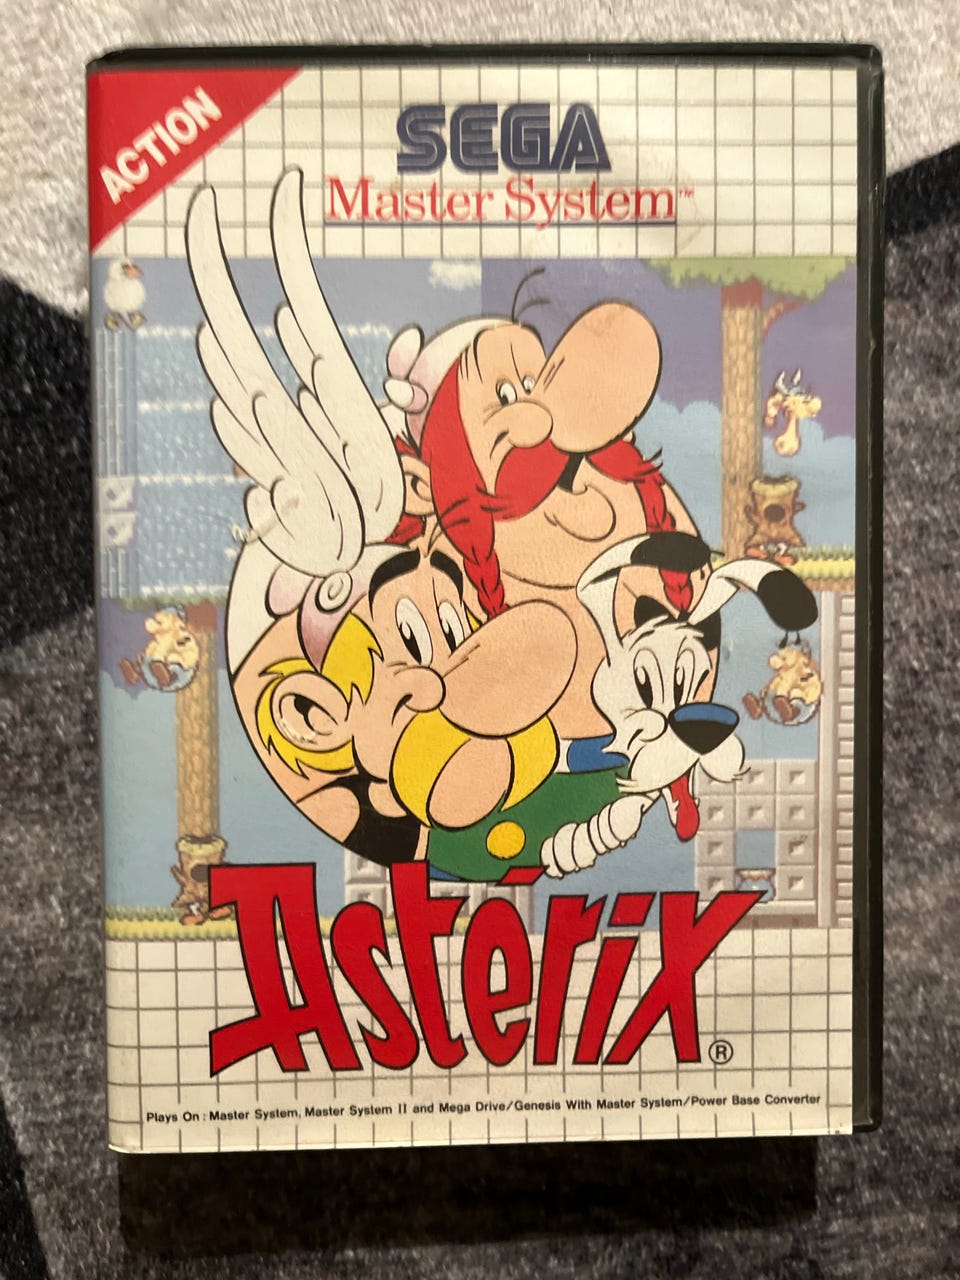 ACTION
SEGA
Master System™
Astérix®
Plays On : Master System, Master System II and Mega Drive/Genesis With Master System/Power Base Converter